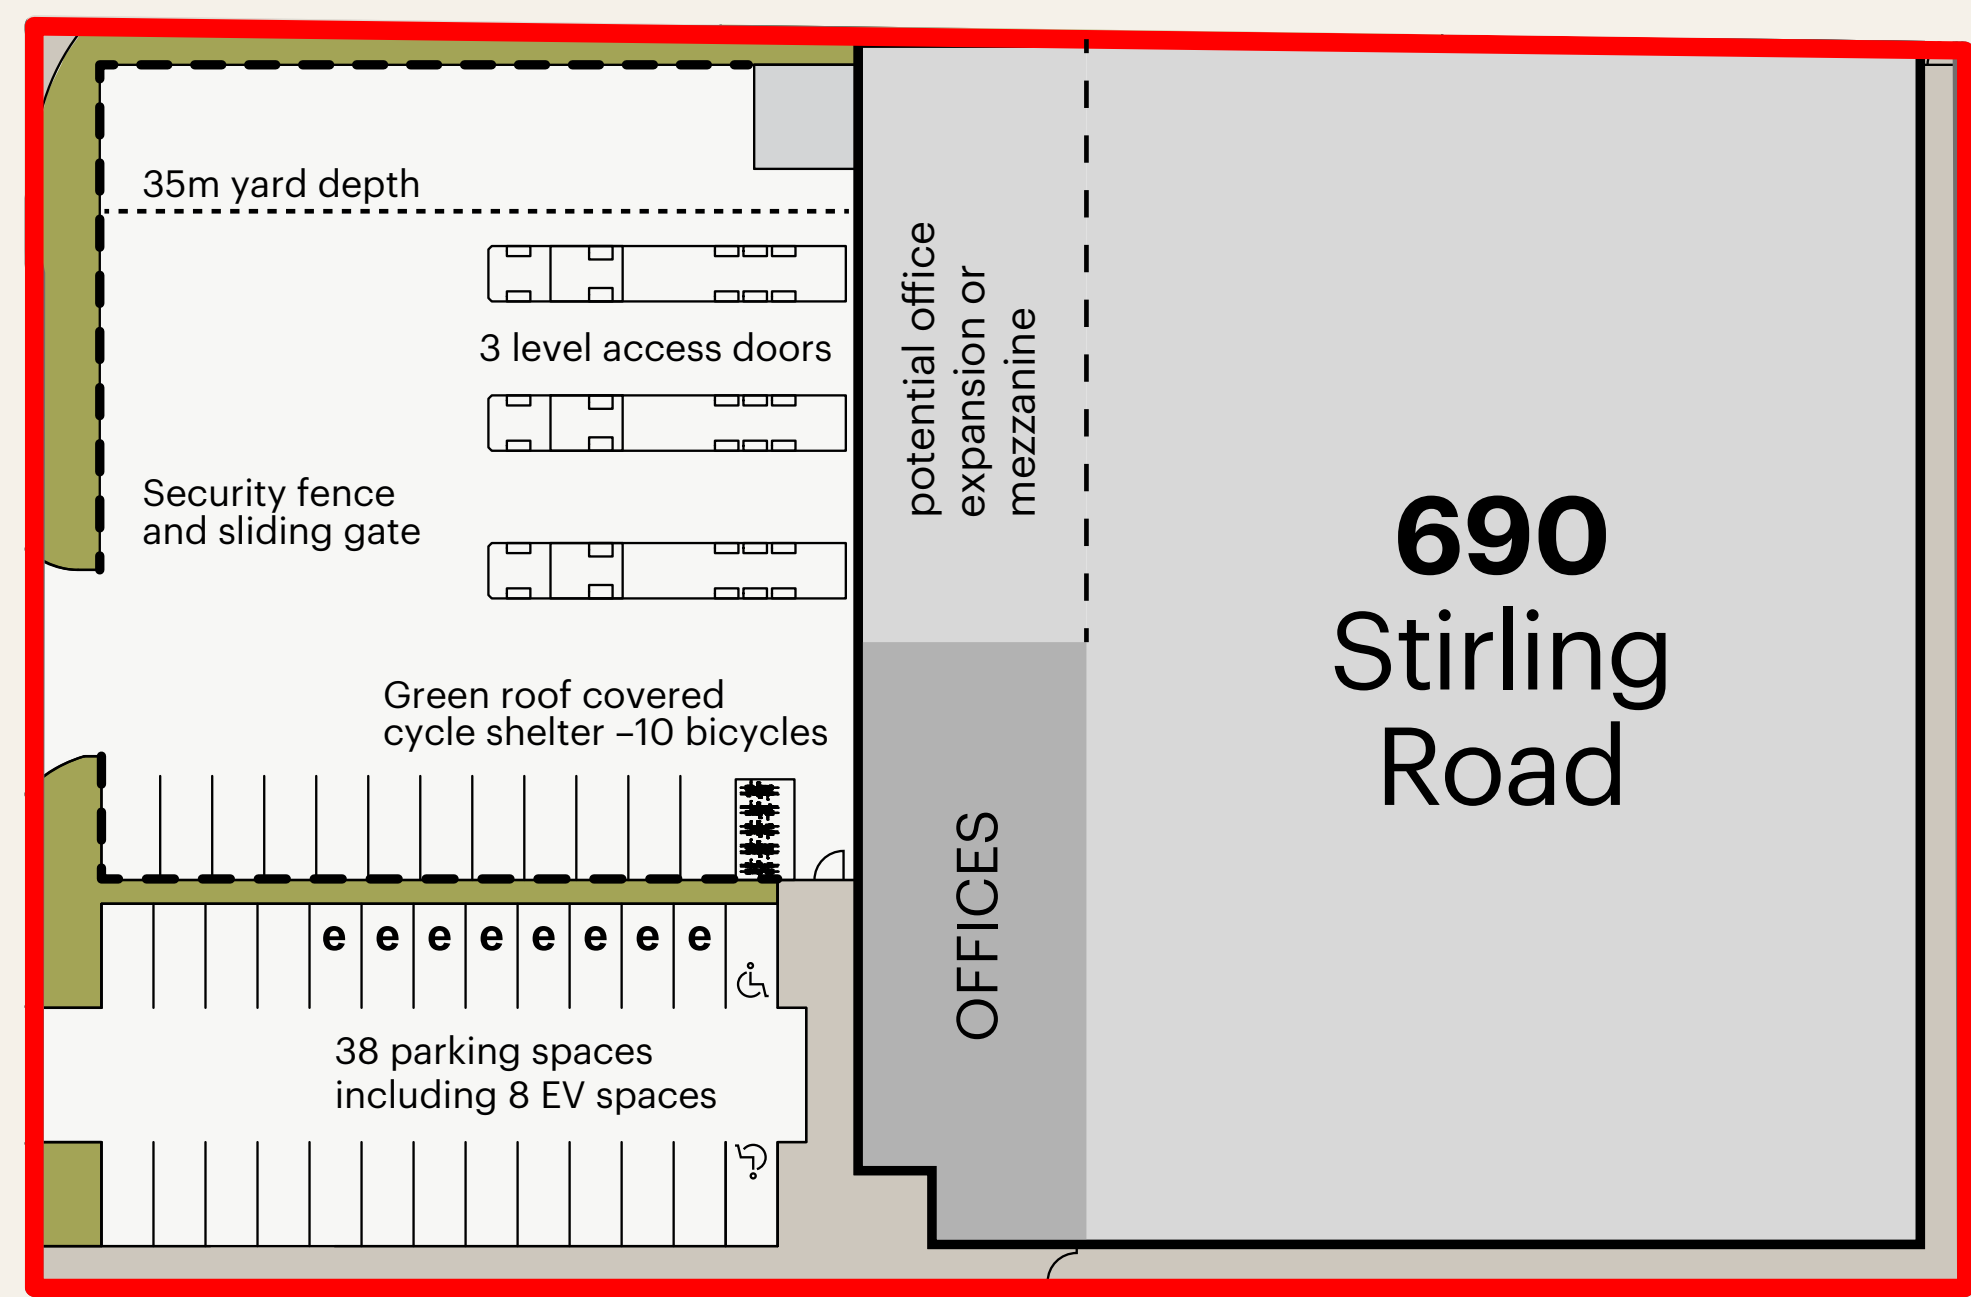 35m yard depth
3 level access doors
Security fence
and sliding gate
Green roof covered
cycle shelter –10 bicycles
e e e e e e e e
38 parking spaces
including 8 EV spaces
potential office
expansion or
mezzanine
OFFICES
690
Stirling
Road